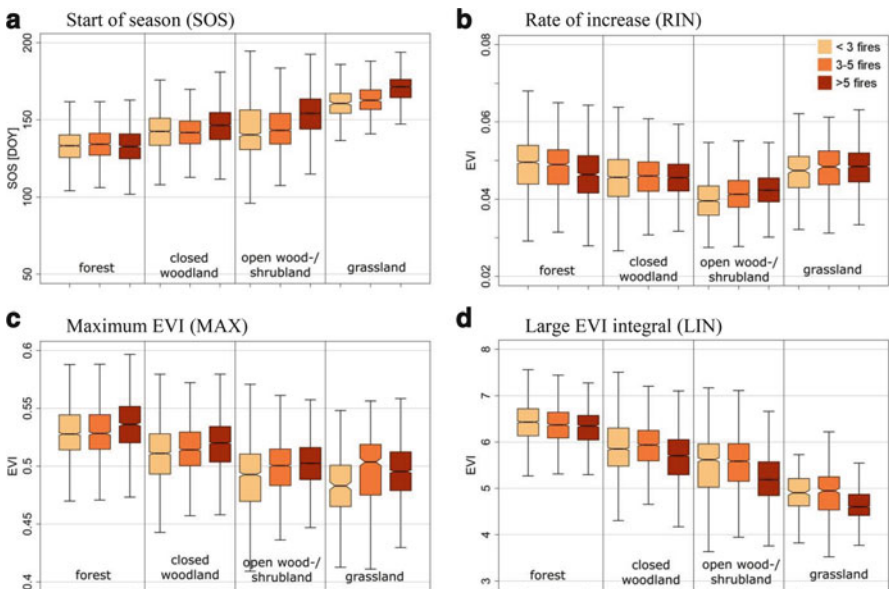 a Start of season (SOS)
200
150
100
50
SOS [DOY]
forest
closed
woodland
open wood-/
shrubland
grassland
b Rate of increase (RIN)
0.08
0.06
0.04
0.02
EVI
< 3 fires
3-5 fires
>5 fires
forest
closed
woodland
open wood-/
shrubland
grassland
c Maximum EVI (MAX)
0.6
0.55
0.5
0.45
0.4
EVI
forest
closed
woodland
open wood-/
shrubland
grassland
d Large EVI integral (LIN)
8
7
6
5
4
3
EVI
forest
closed
woodland
open wood-/
shrubland
grassland